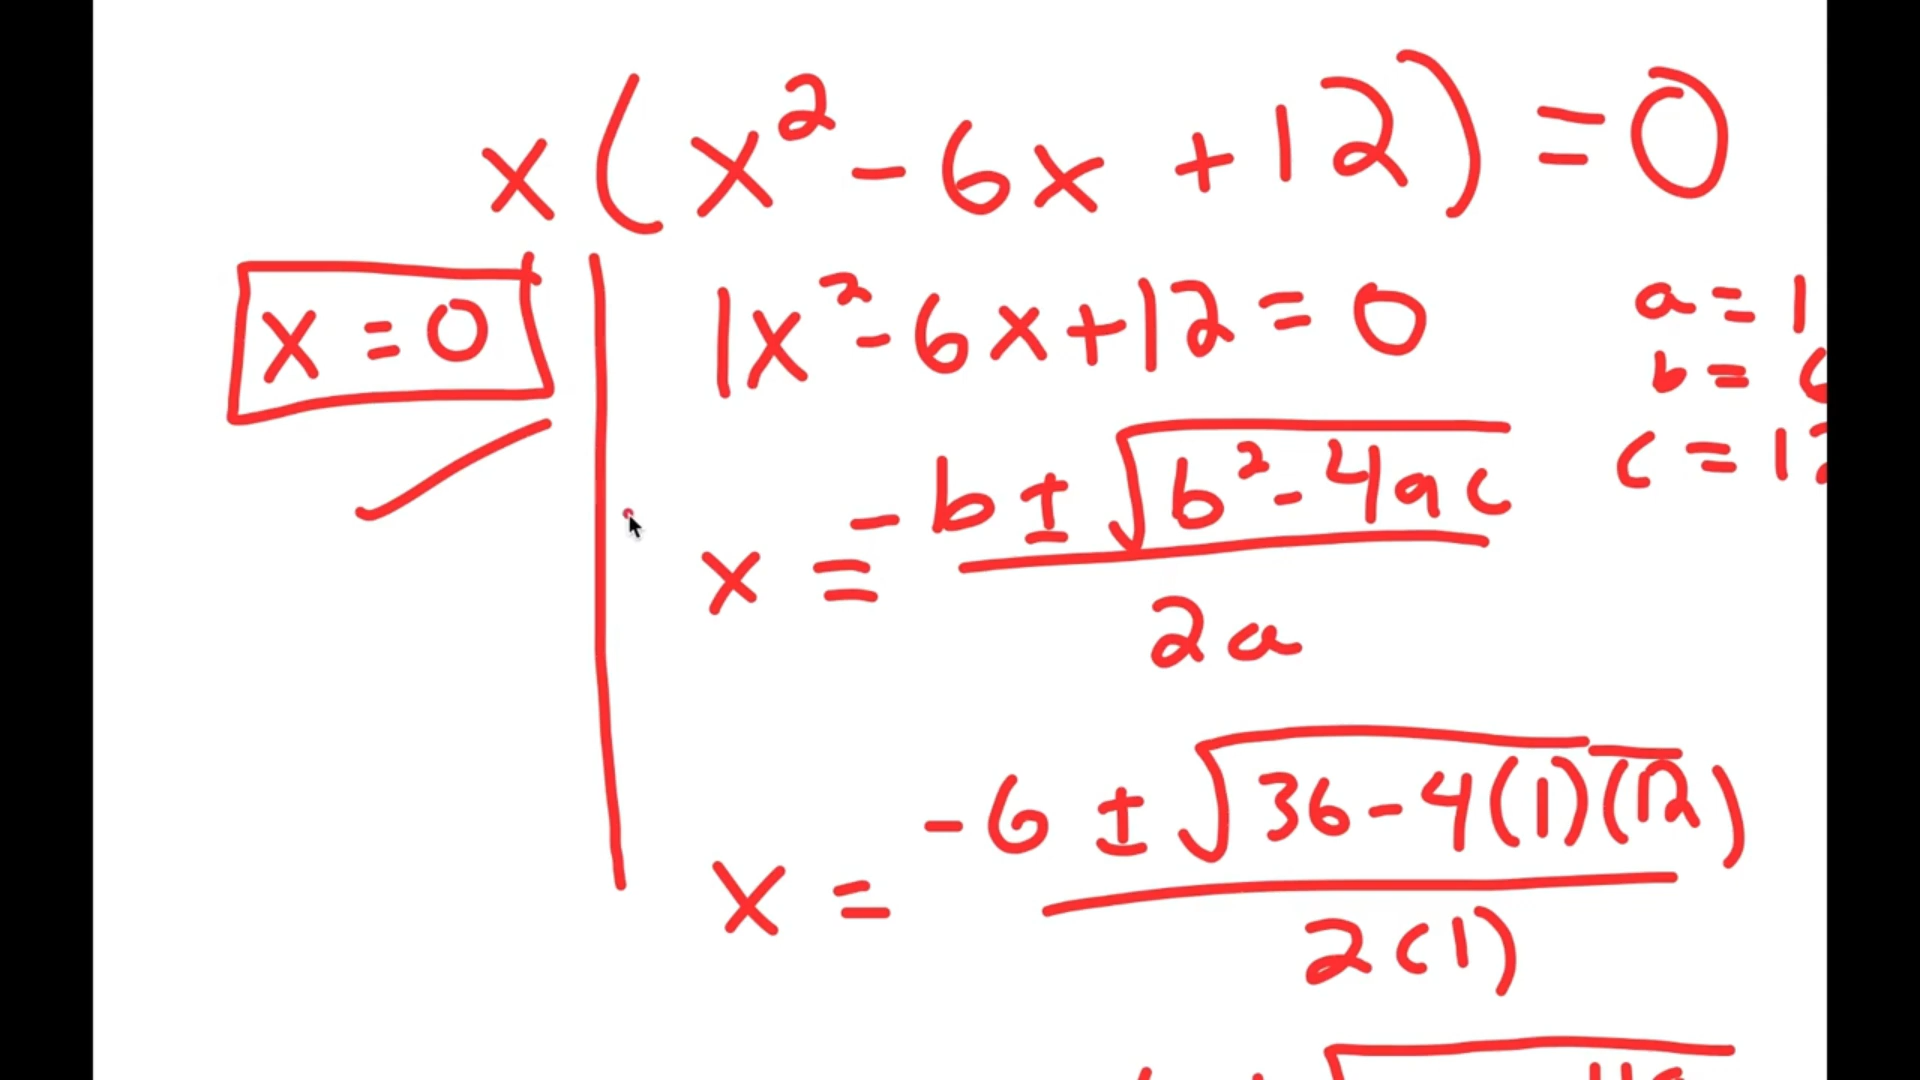 x(x² - 6x + 12) = 0
x = 0
1x² - 6x + 12 = 0
a = 1
b =
c = 12
x = (-b ± √(b² - 4ac)) / 2a
x = (-6 ± √(36 - 4(1)(12))) / 2(1)